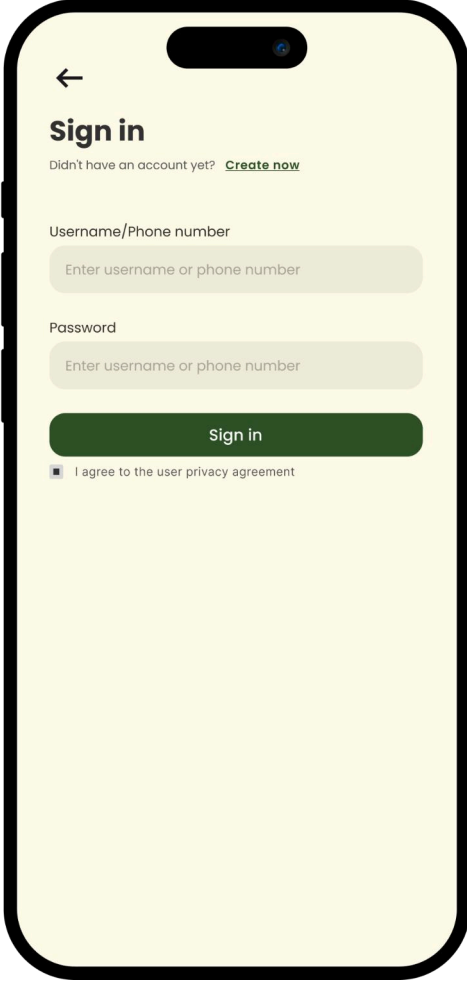 Sign in
Didn't have an account yet? Create now
Username/Phone number
Enter username or phone number
Password
Enter username or phone number
Sign in
I agree to the user privacy agreement